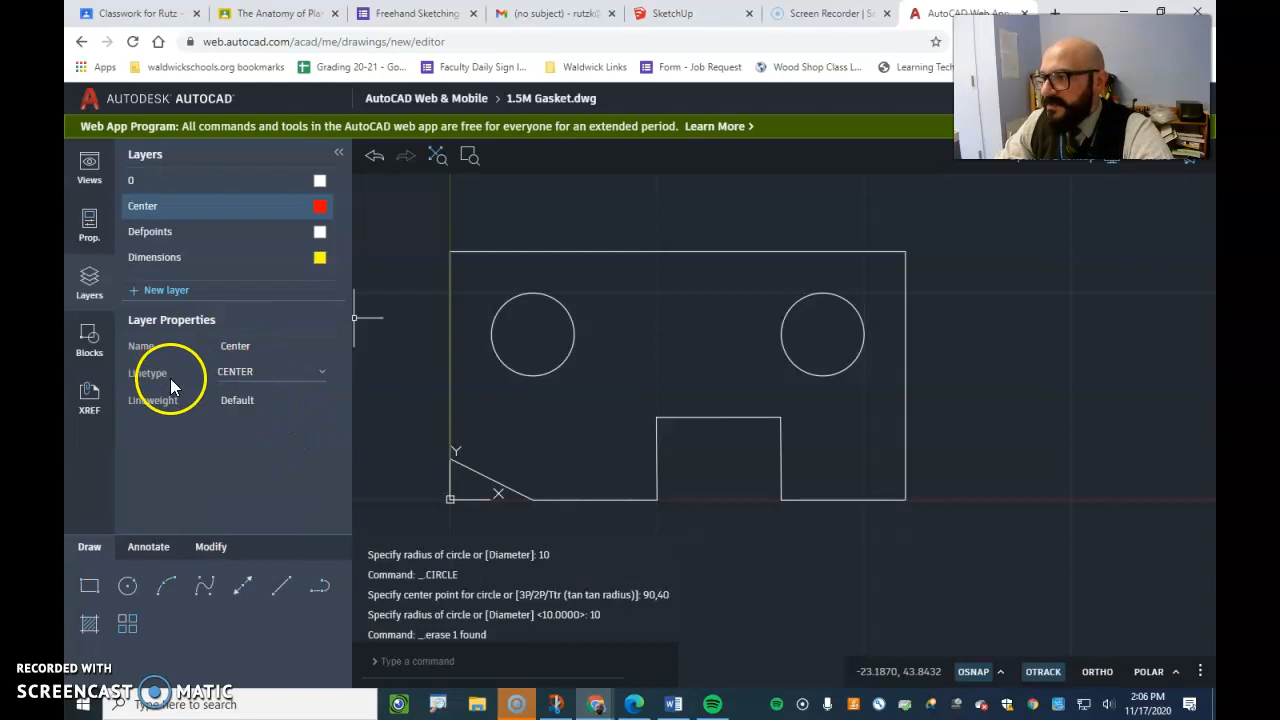 Classwork for Rutz -
The Anatomy of Pla
Freehand Sketching
(no subject) - rutzk@
SketchUp
Screen Recorder | Sc
AutoCAD Web App
web.autocad.com/acad/me/drawings/new/editor
Apps
waldwickschools.org bookmarks
Grading 20-21 - Go...
Faculty Daily Sign I...
Waldwick Links
Form - Job Request
Wood Shop Class L...
Learning Tech
AUTODESK® AUTOCAD®
AutoCAD Web & Mobile > 1.5M Gasket.dwg
Web App Program: All commands and tools in the AutoCAD web app are free for everyone for an extended period. Learn More >
Views
Prop.
Layers
Blocks
XREF
Layers
0
Center
Defpoints
Dimensions
+ New layer
Layer Properties
Name Center
Linetype CENTER
Lineweight Default
Y
X
Draw
Annotate
Modify
Specify radius of circle or [Diameter]: 10
Command: _.CIRCLE
Specify center point for circle or [3P/2P/Ttr (tan tan radius)]: 90,40
Specify radius of circle or [Diameter] <10.0000>: 10
Command: _.erase 1 found
Type a command
-23.1870, 43.8432
OSNAP
OTRACK
ORTHO
POLAR
RECORDED WITH
SCREENCAST MATIC
Type here to search
2:06 PM
11/17/2020